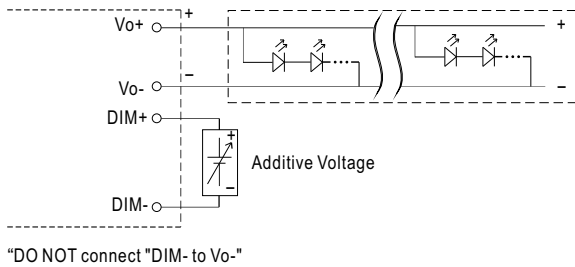 Vo+
+
+
Vo-
−
−
DIM+
+
−
Additive Voltage
DIM-
“DO NOT connect "DIM- to Vo-"